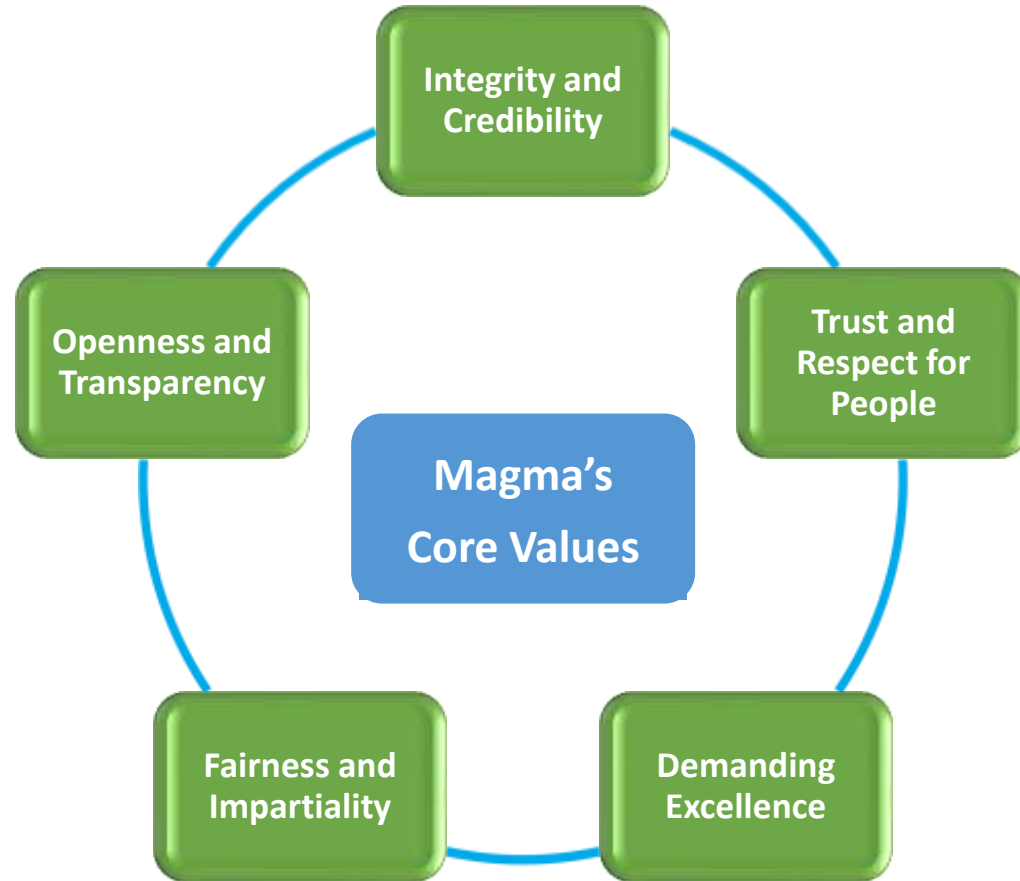 Integrity and
Credibility
Trust and
Respect for
People
Demanding
Excellence
Fairness and
Impartiality
Openness and
Transparency
Magma’s
Core Values